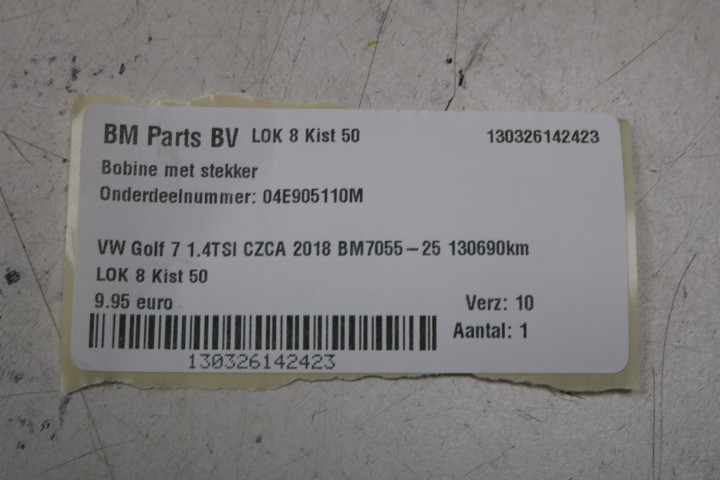 BM Parts BV LOK 8 Kist 50 130326142423
Bobine met stekker
Onderdeelnummer: 04E905110M
VW Golf 7 1.4TSI CZCA 2018 BM7055-25 130690km
LOK 8 Kist 50
9.95 euro Verz: 10
Aantal: 1
130326142423